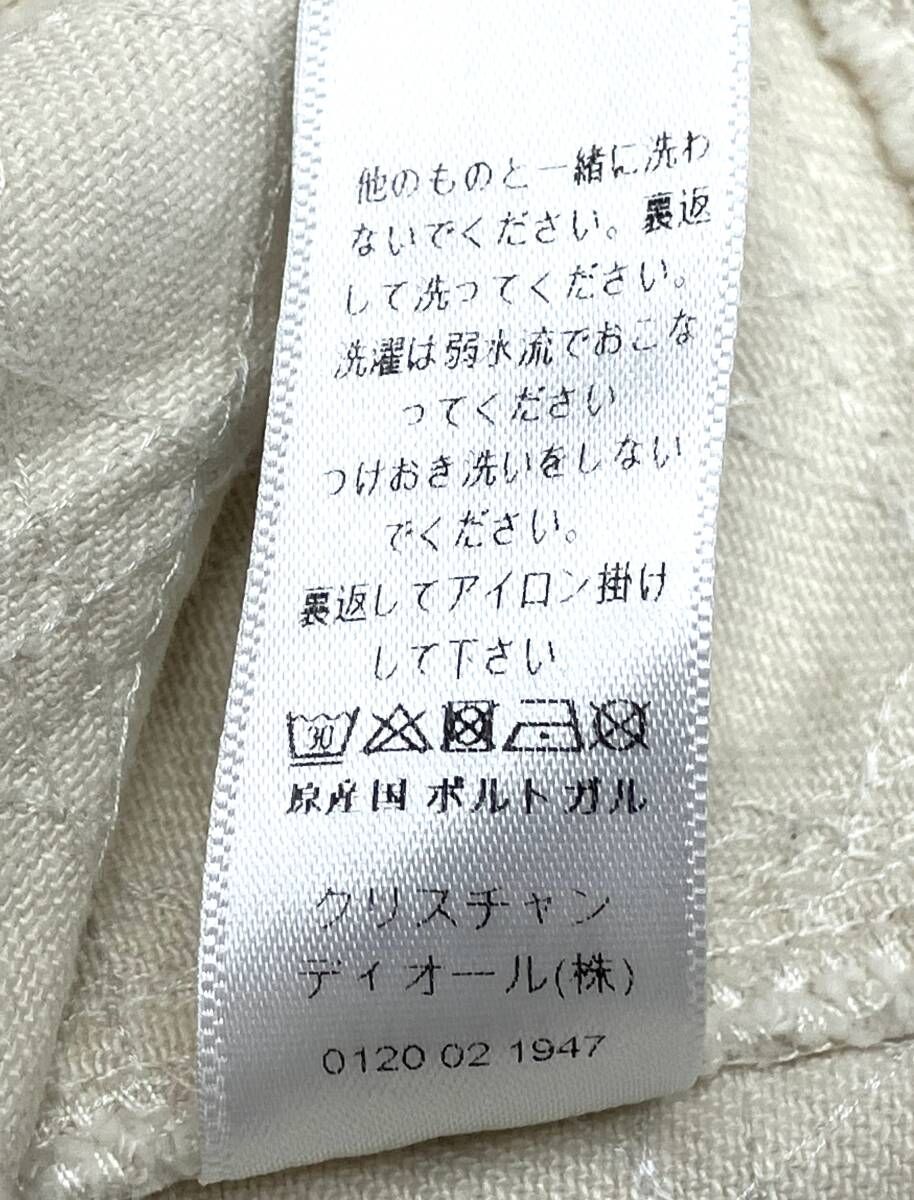 他のものと一緒に洗わ
ないでください。裏返
して洗ってください。
洗濯は弱水流でおこな
ってください
つけおき洗いをしない
でください。
裏返してアイロン掛け
して下さい
30
原産国 ポルトガル
クリスチャン
ディオール(株)
0120 02 1947